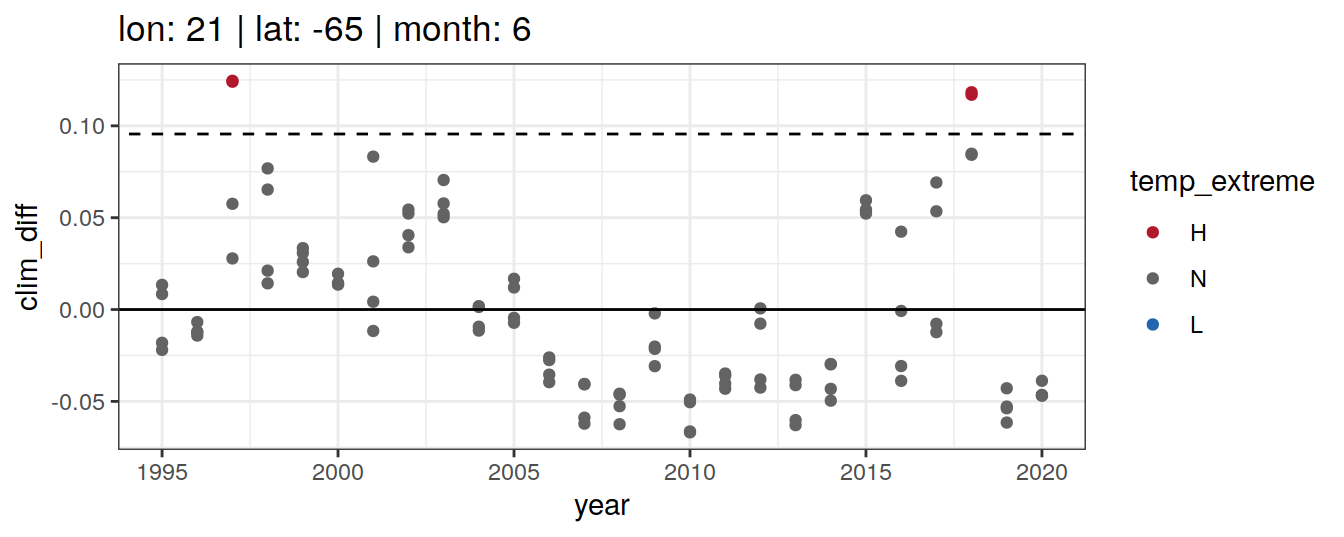 lon: 21 | lat: -65 | month: 6
clim_diff
0.10
0.05
0.00
-0.05
1995 2000 2005 2010 2015 2020
year
temp_extreme
H
N
L